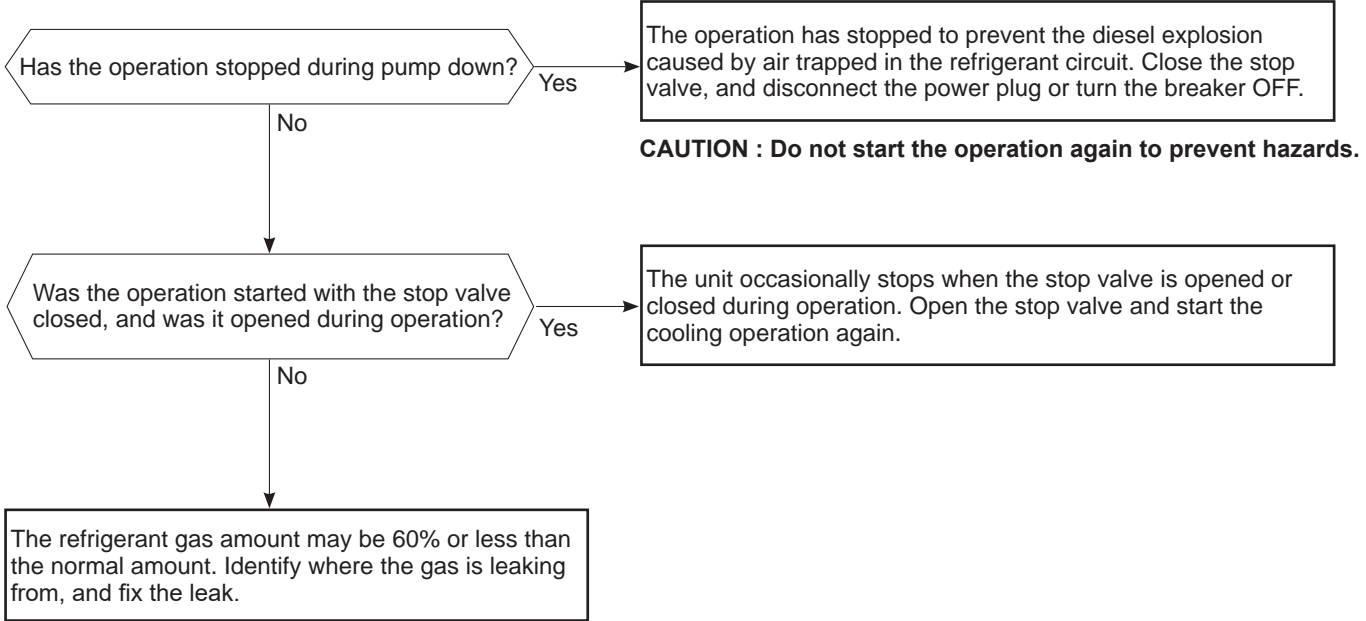 Has the operation stopped during pump down?
Yes
The operation has stopped to prevent the diesel explosion
caused by air trapped in the refrigerant circuit. Close the stop
valve, and disconnect the power plug or turn the breaker OFF.
No
CAUTION : Do not start the operation again to prevent hazards.
Was the operation started with the stop valve
closed, and was it opened during operation?
Yes
The unit occasionally stops when the stop valve is opened or
closed during operation. Open the stop valve and start the
cooling operation again.
No
The refrigerant gas amount may be 60% or less than
the normal amount. Identify where the gas is leaking
from, and fix the leak.